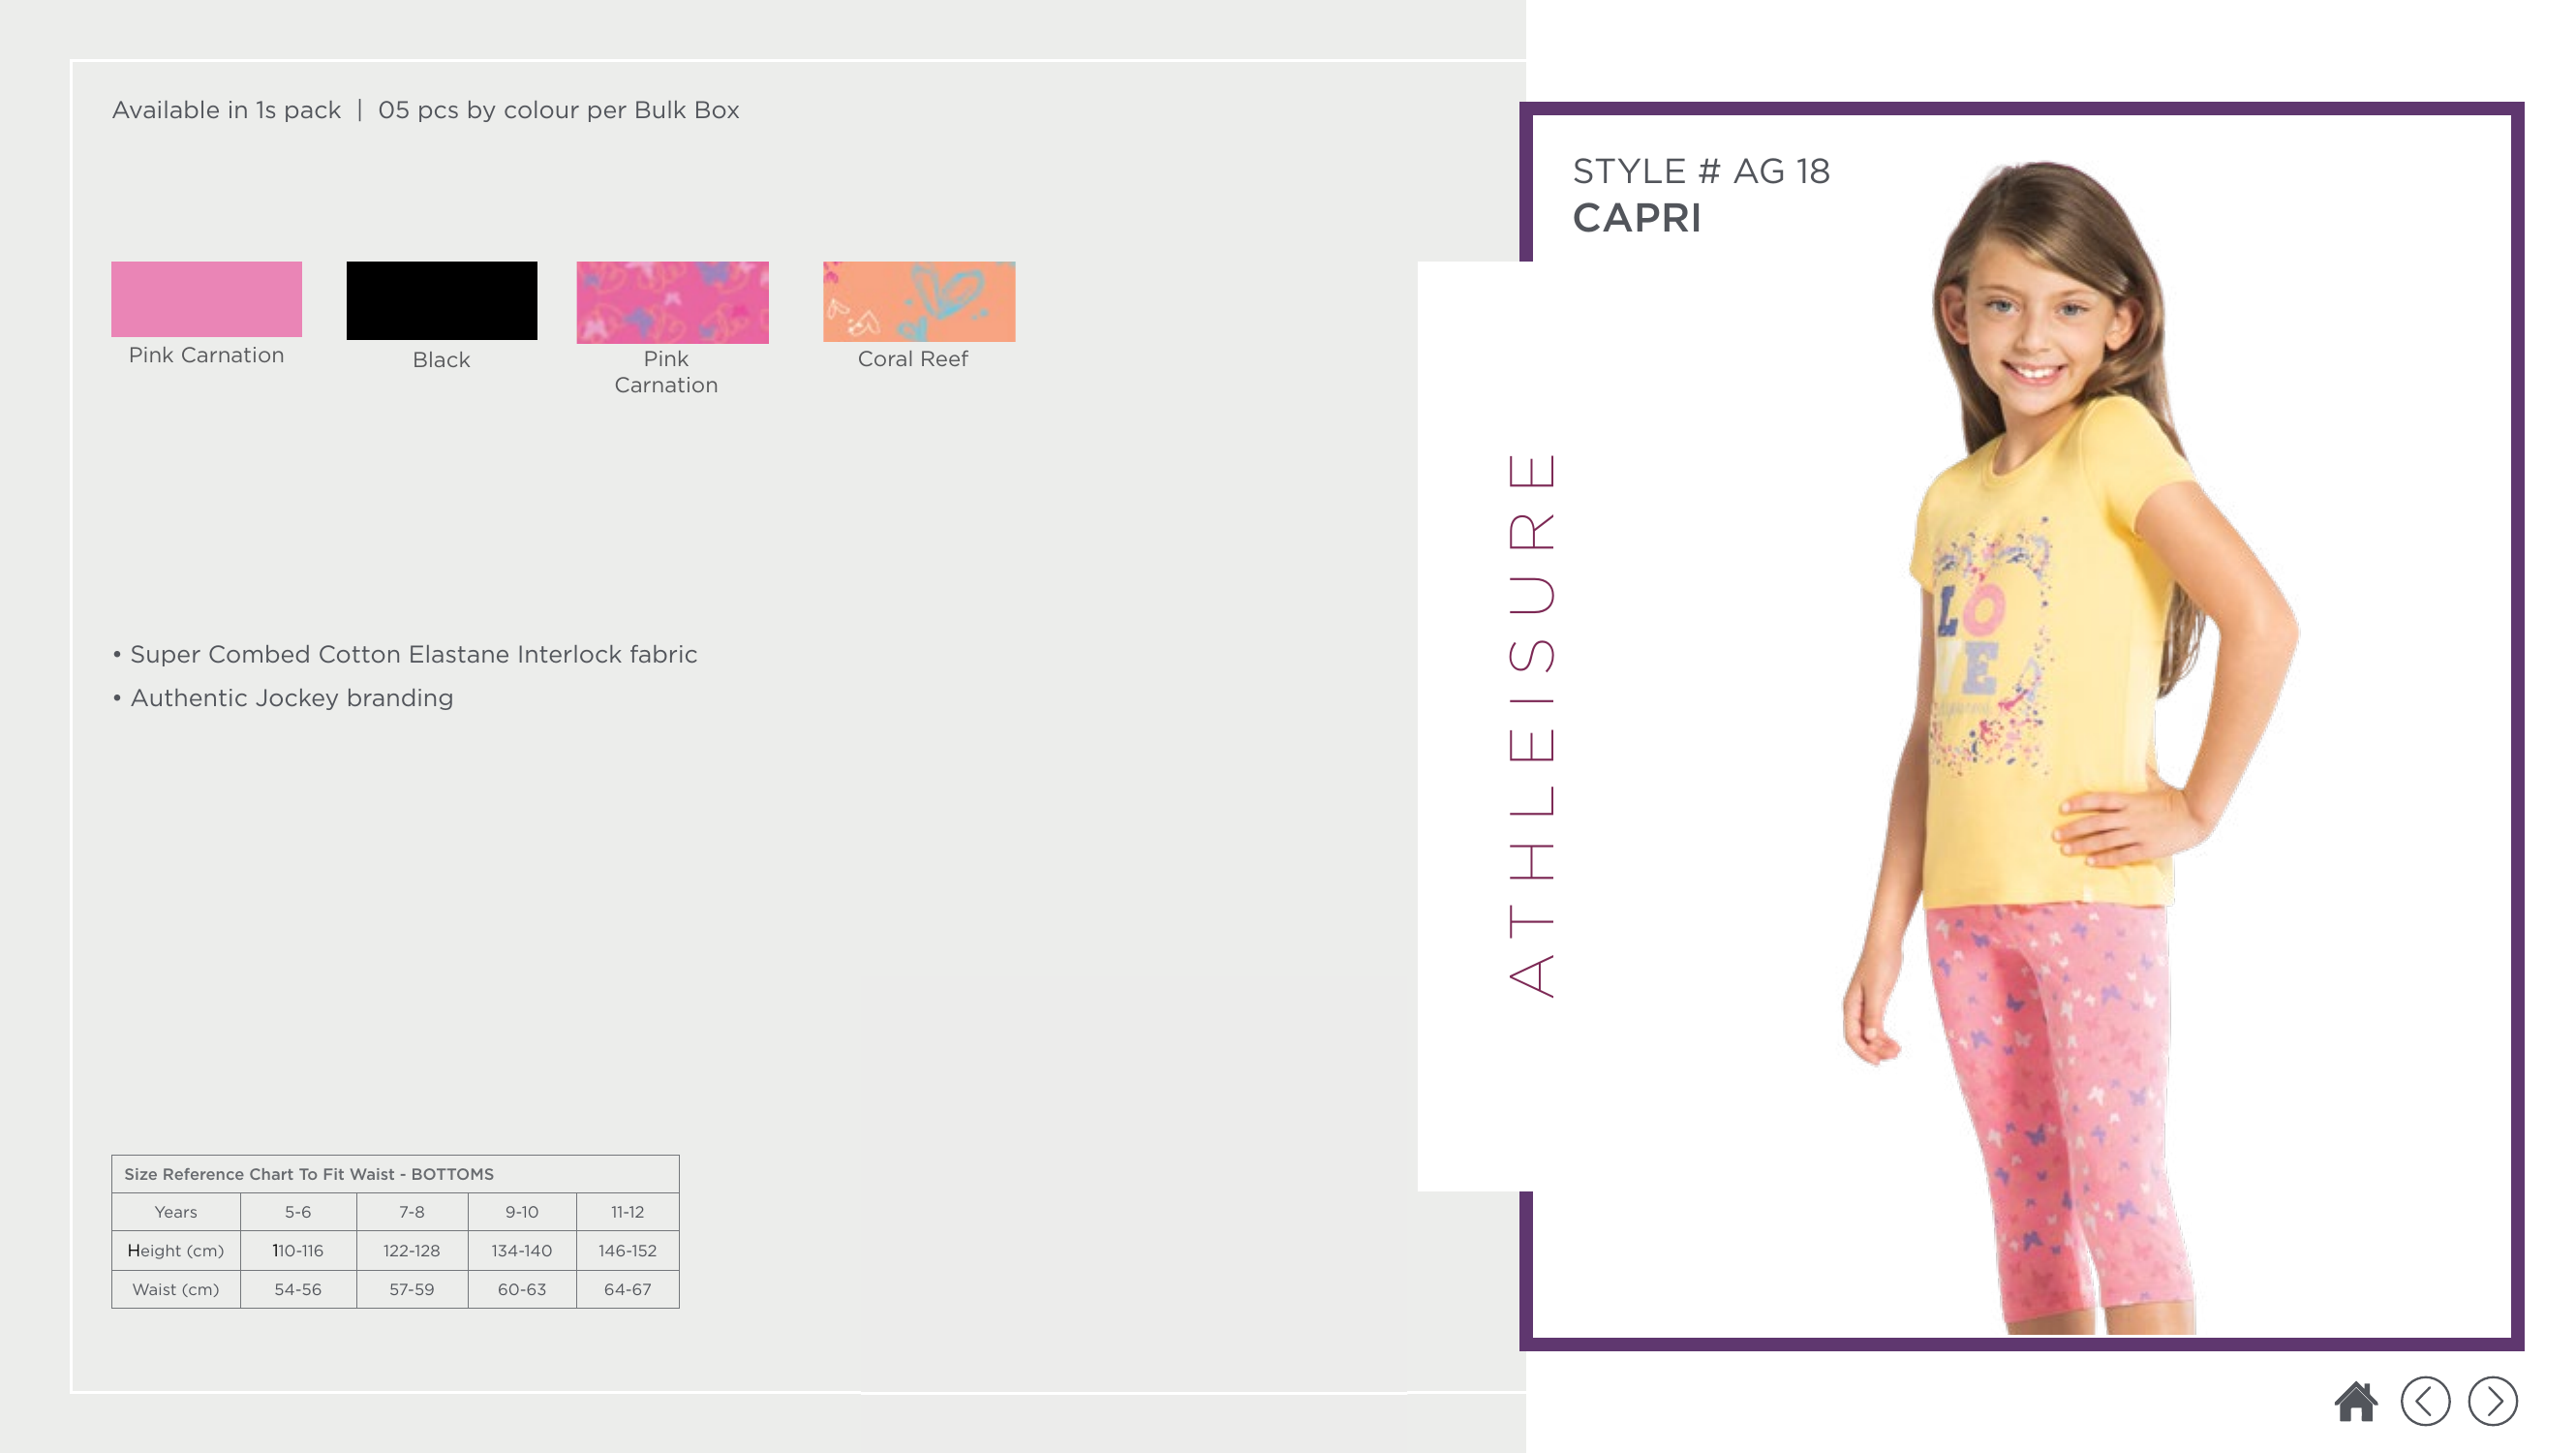 Available in 1s pack | 05 pcs by colour per Bulk Box
Pink Carnation
Black
Pink
Carnation
Coral Reef
• Super Combed Cotton Elastane Interlock fabric
• Authentic Jockey branding
Size Reference Chart To Fit Waist - BOTTOMS
Years 5-6 7-8 9-10 11-12
Height (cm) 110-116 122-128 134-140 146-152
Waist (cm) 54-56 57-59 60-63 64-67
ATHLEISURE
STYLE # AG 18
CAPRI
LO
VE